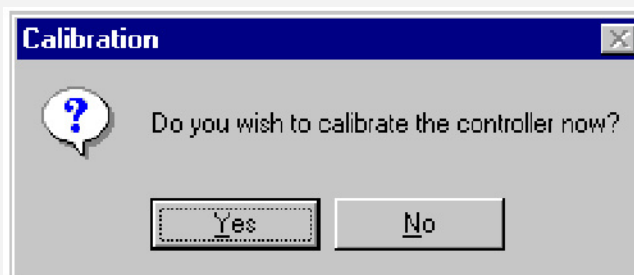 Calibration
Do you wish to calibrate the controller now?
Yes No